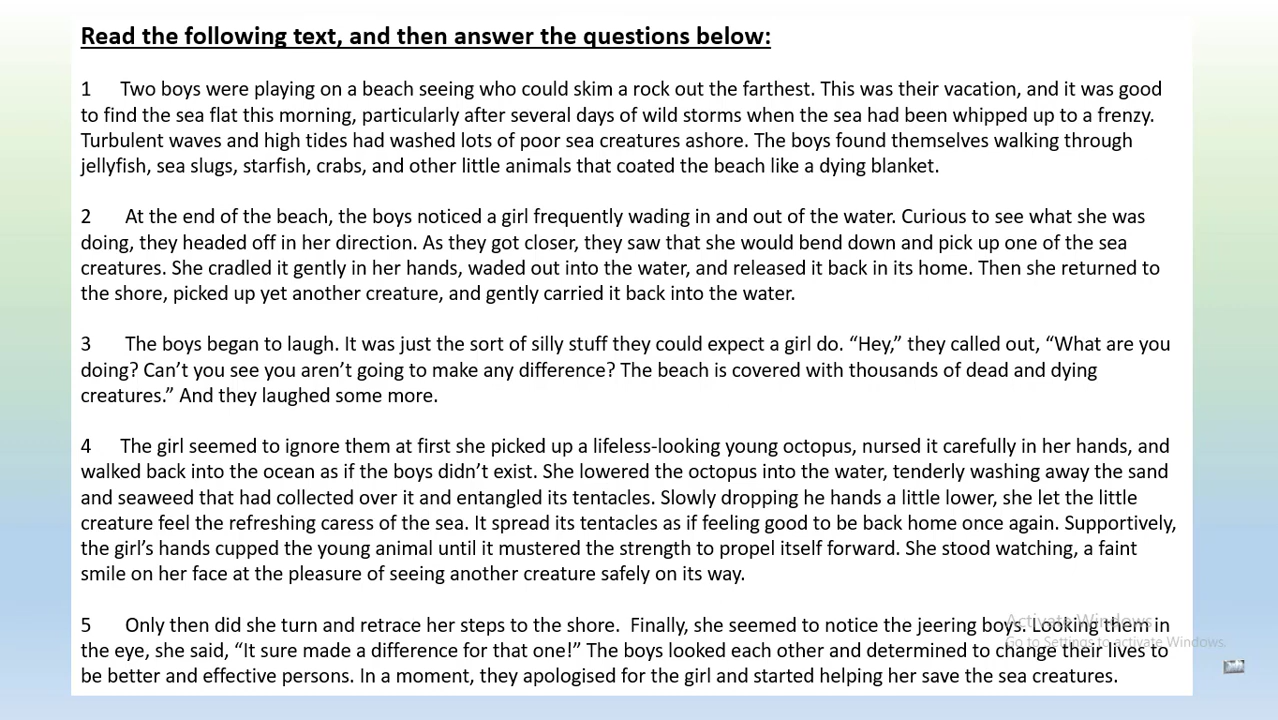 Read the following text, and then answer the questions below:
1 Two boys were playing on a beach seeing who could skim a rock out the farthest. This was their vacation, and it was good
to find the sea flat this morning, particularly after several days of wild storms when the sea had been whipped up to a frenzy.
Turbulent waves and high tides had washed lots of poor sea creatures ashore. The boys found themselves walking through
jellyfish, sea slugs, starfish, crabs, and other little animals that coated the beach like a dying blanket.
2 At the end of the beach, the boys noticed a girl frequently wading in and out of the water. Curious to see what she was
doing, they headed off in her direction. As they got closer, they saw that she would bend down and pick up one of the sea
creatures. She cradled it gently in her hands, waded out into the water, and released it back in its home. Then she returned to
the shore, picked up yet another creature, and gently carried it back into the water.
3 The boys began to laugh. It was just the sort of silly stuff they could expect a girl do. “Hey,” they called out, “What are you
doing? Can’t you see you aren’t going to make any difference? The beach is covered with thousands of dead and dying
creatures.” And they laughed some more.
4 The girl seemed to ignore them at first she picked up a lifeless-looking young octopus, nursed it carefully in her hands, and
walked back into the ocean as if the boys didn’t exist. She lowered the octopus into the water, tenderly washing away the sand
and seaweed that had collected over it and entangled its tentacles. Slowly dropping he hands a little lower, she let the little
creature feel the refreshing caress of the sea. It spread its tentacles as if feeling good to be back home once again. Supportively,
the girl’s hands cupped the young animal until it mustered the strength to propel itself forward. She stood watching, a faint
smile on her face at the pleasure of seeing another creature safely on its way.
5 Only then did she turn and retrace her steps to the shore. Finally, she seemed to notice the jeering boys. Looking them in
the eye, she said, “It sure made a difference for that one!” The boys looked each other and determined to change their lives to
be better and effective persons. In a moment, they apologised for the girl and started helping her save the sea creatures.
Activate Windows
Go to Settings to activate Windows.